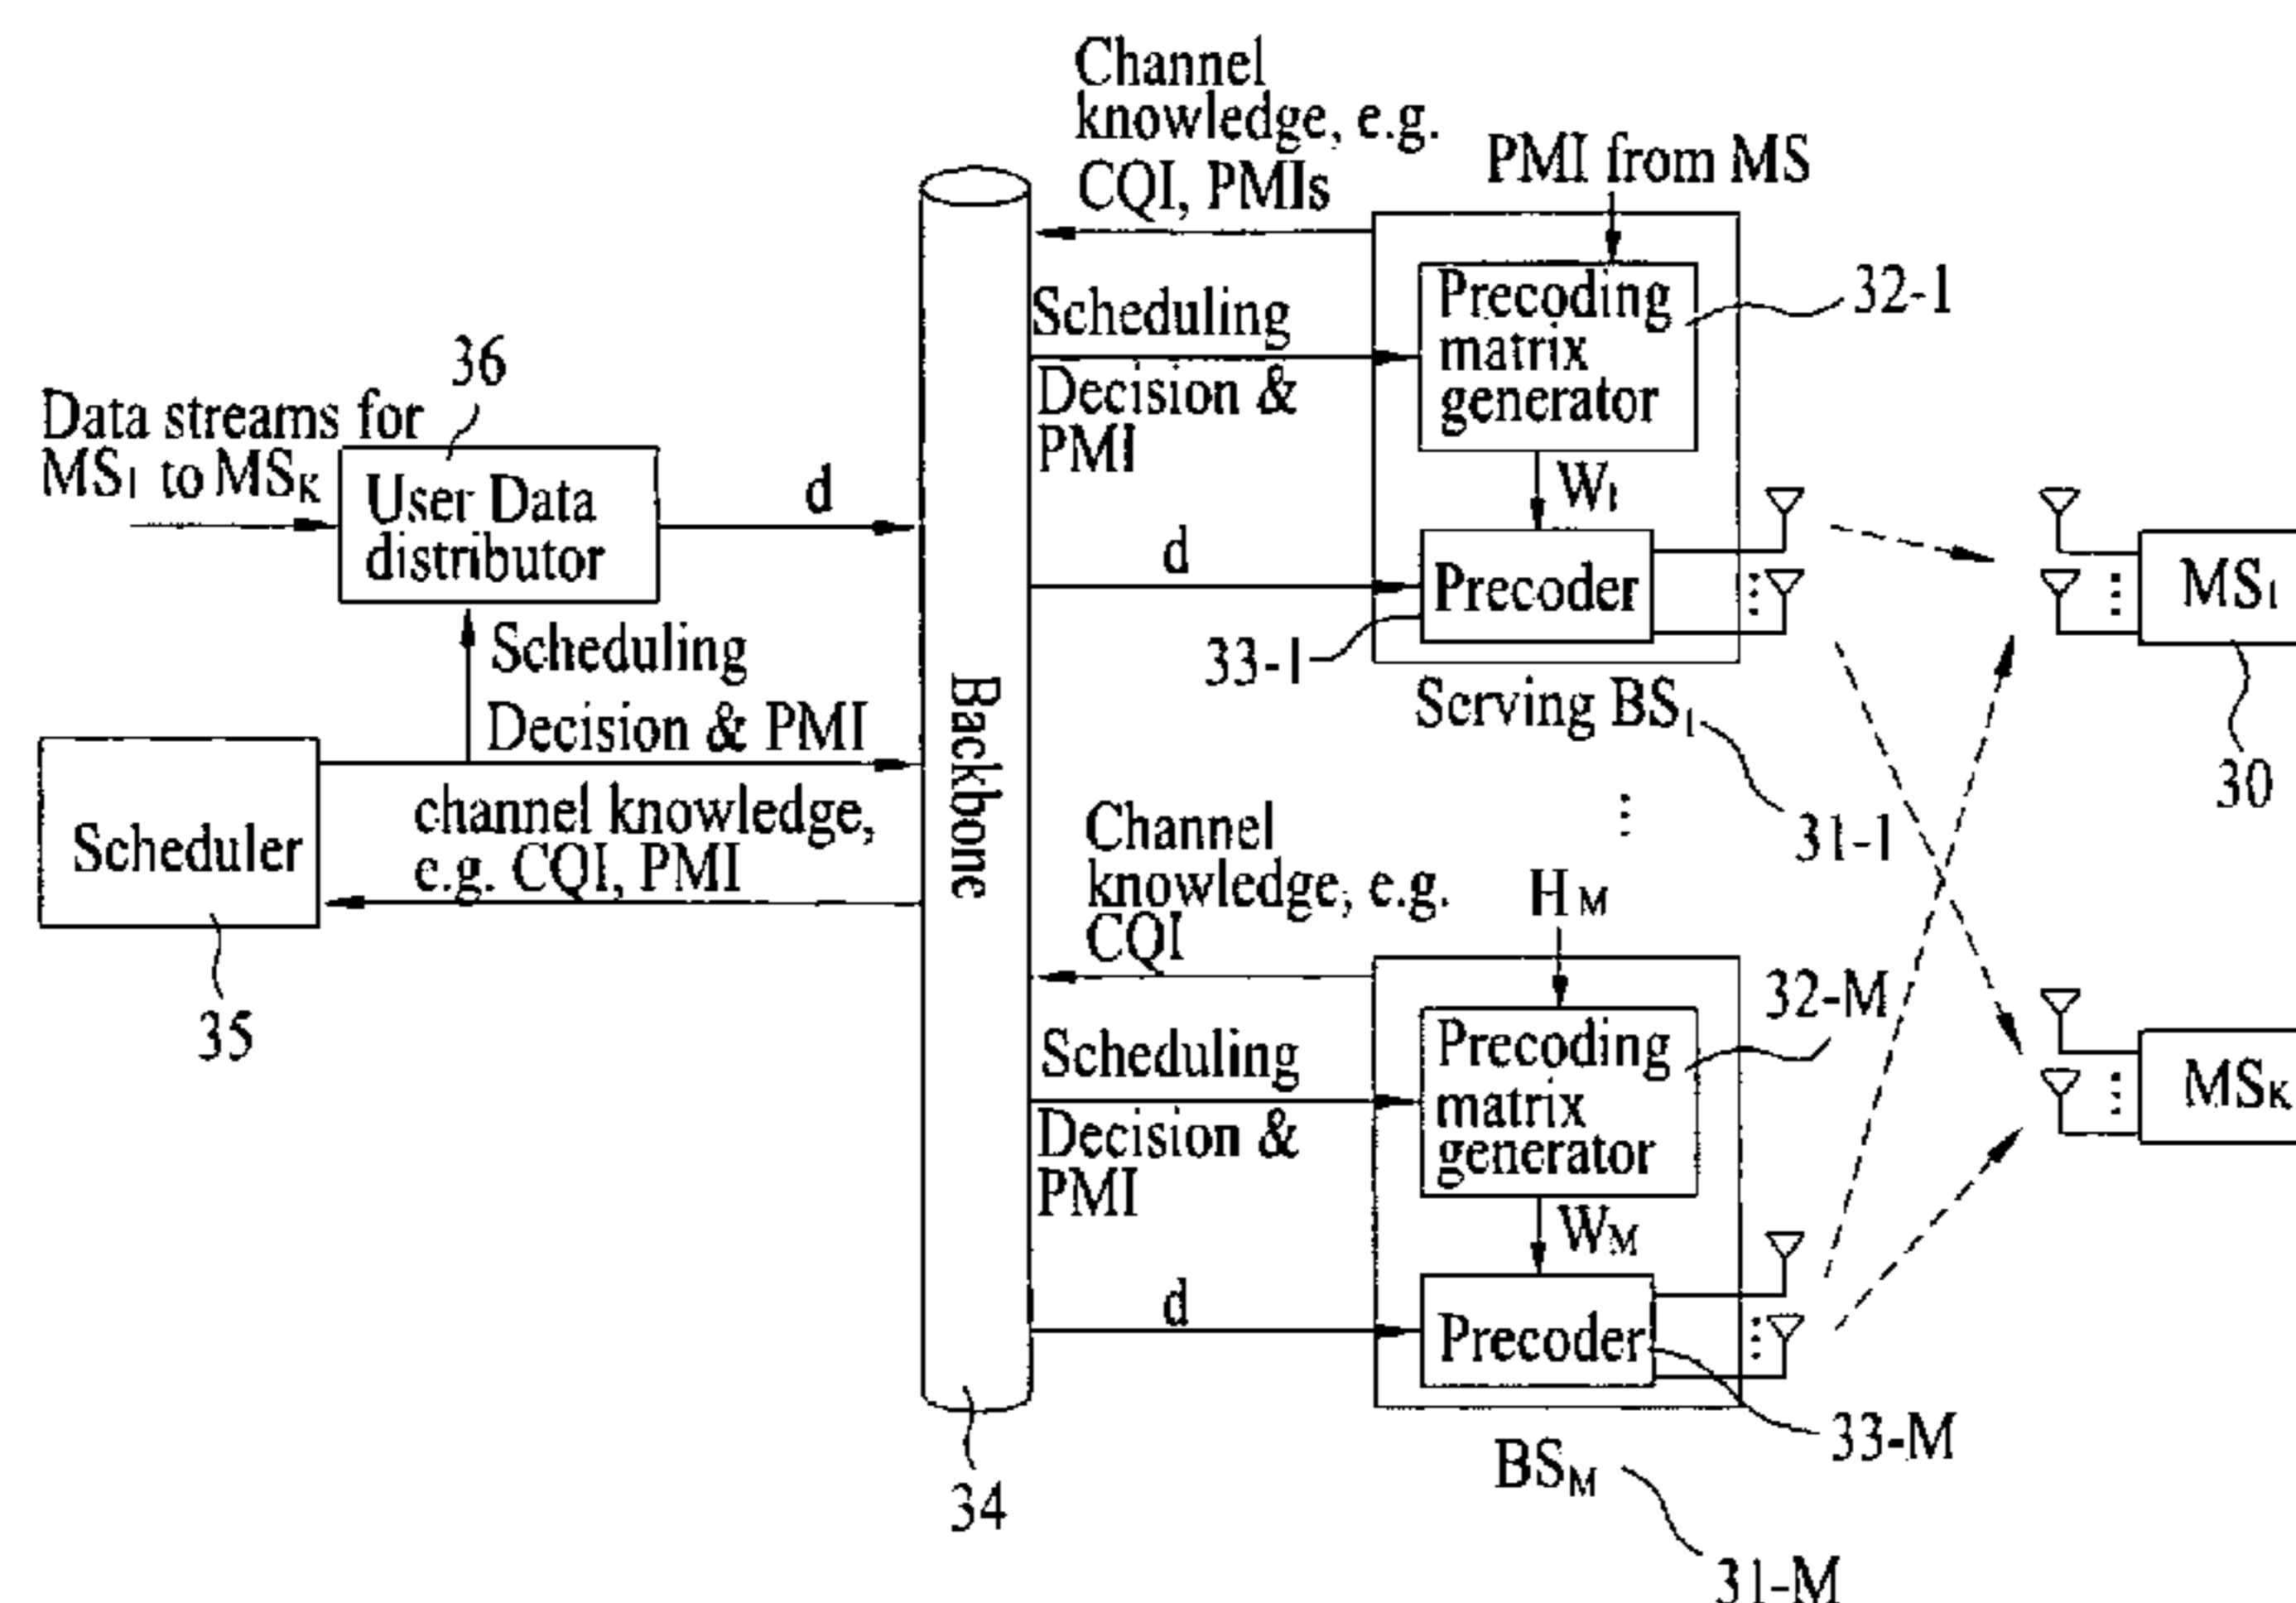 Channel
knowledge, e.g.
CQI, PMIs
PMI from MS
Precoding
matrix
generator
32-1
Scheduling
Decision &
PMI
36
Data streams for
MS1 to MSK
User Data
distributor
d
W1
d
Precoder
33-1
MS1
30
Serving BS1
31-1
Scheduling
Decision & PMI
Scheduler
35
channel knowledge,
e.g. CQI, PMI
Backbone
34
Channel
knowledge, e.g.
CQI
HM
Precoding
matrix
generator
32-M
Scheduling
Decision &
PMI
MSK
WM
d
Precoder
33-M
BSM
31-M